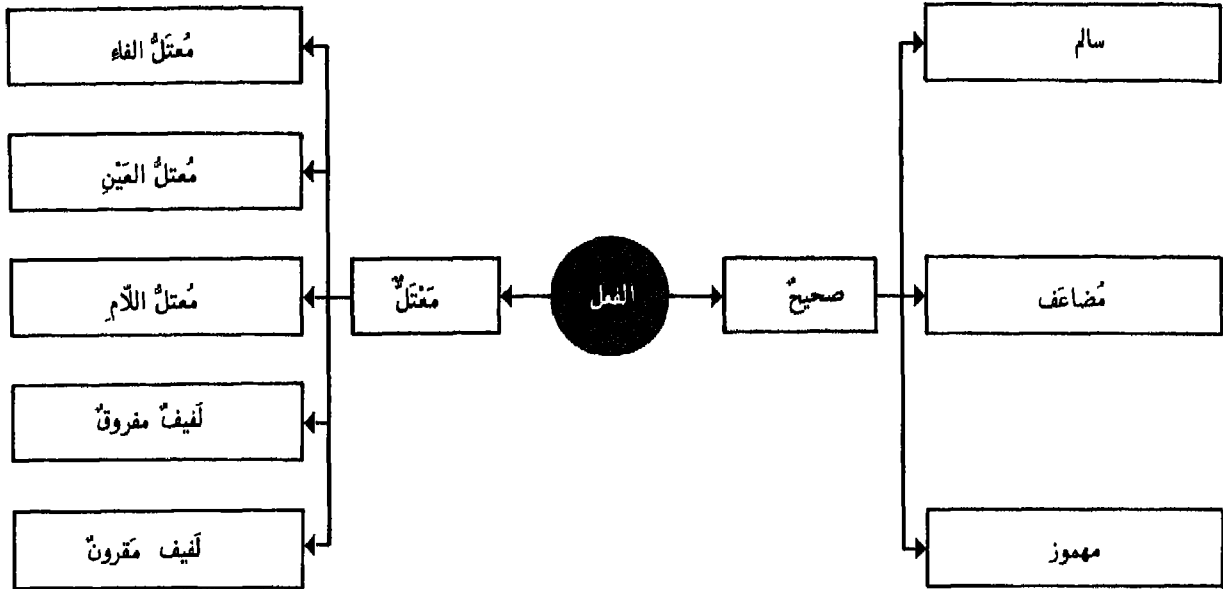 الفعل
صحيحٌ
سالم
مُضاعَف
مهموز
مَعْتَلٌّ
مُعتَلُّ الفاءِ
مُعتلُّ العَيْنِ
مُعتلُّ اللّامِ
لَفيفٌ مفروقٌ
لَفيف مَقرونٌ